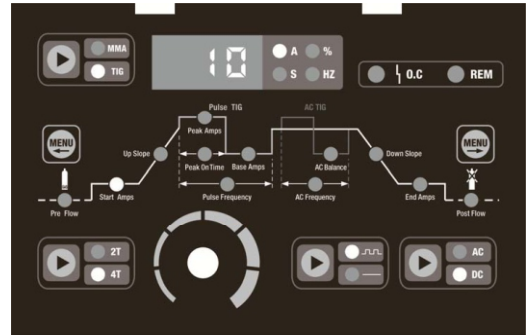 MMA
TIG
10
A
%
S
HZ
O.C
REM
Pulse TIG
AC TIG
Peak Amps
MENU
MENU
Up Slope
Peak On Time
Base Amps
AC Balance
Down Slope
Start Amps
Pulse Frequency
AC Frequency
End Amps
Pre Flow
Post Flow
2T
4T
AC
DC